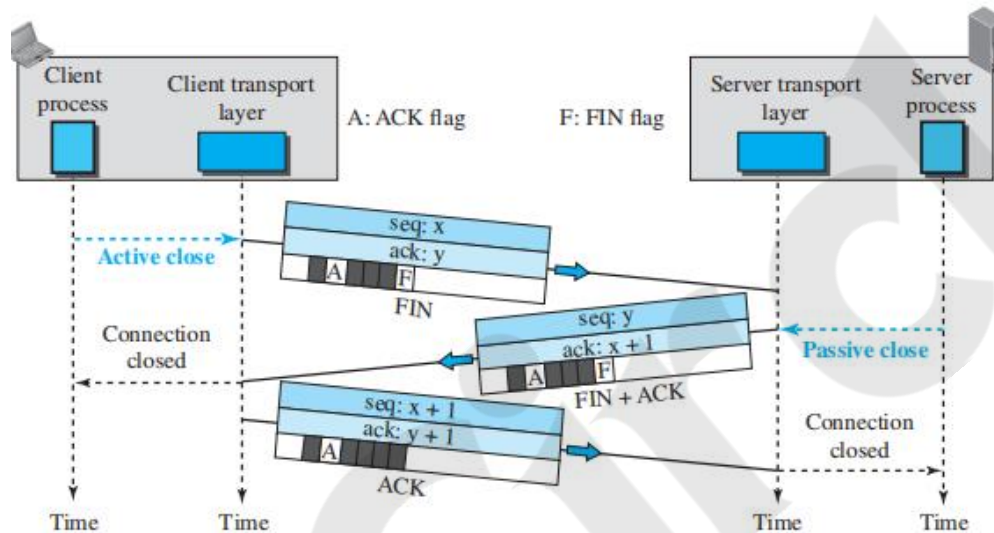 Client
process
Client transport
layer
A: ACK flag
F: FIN flag
Server transport
layer
Server
process
Active close
seq: x
ack: y
A
F
FIN
seq: y
ack: x + 1
A
F
FIN + ACK
Passive close
Connection
closed
seq: x + 1
ack: y + 1
A
ACK
Connection
closed
Time
Time
Time
Time